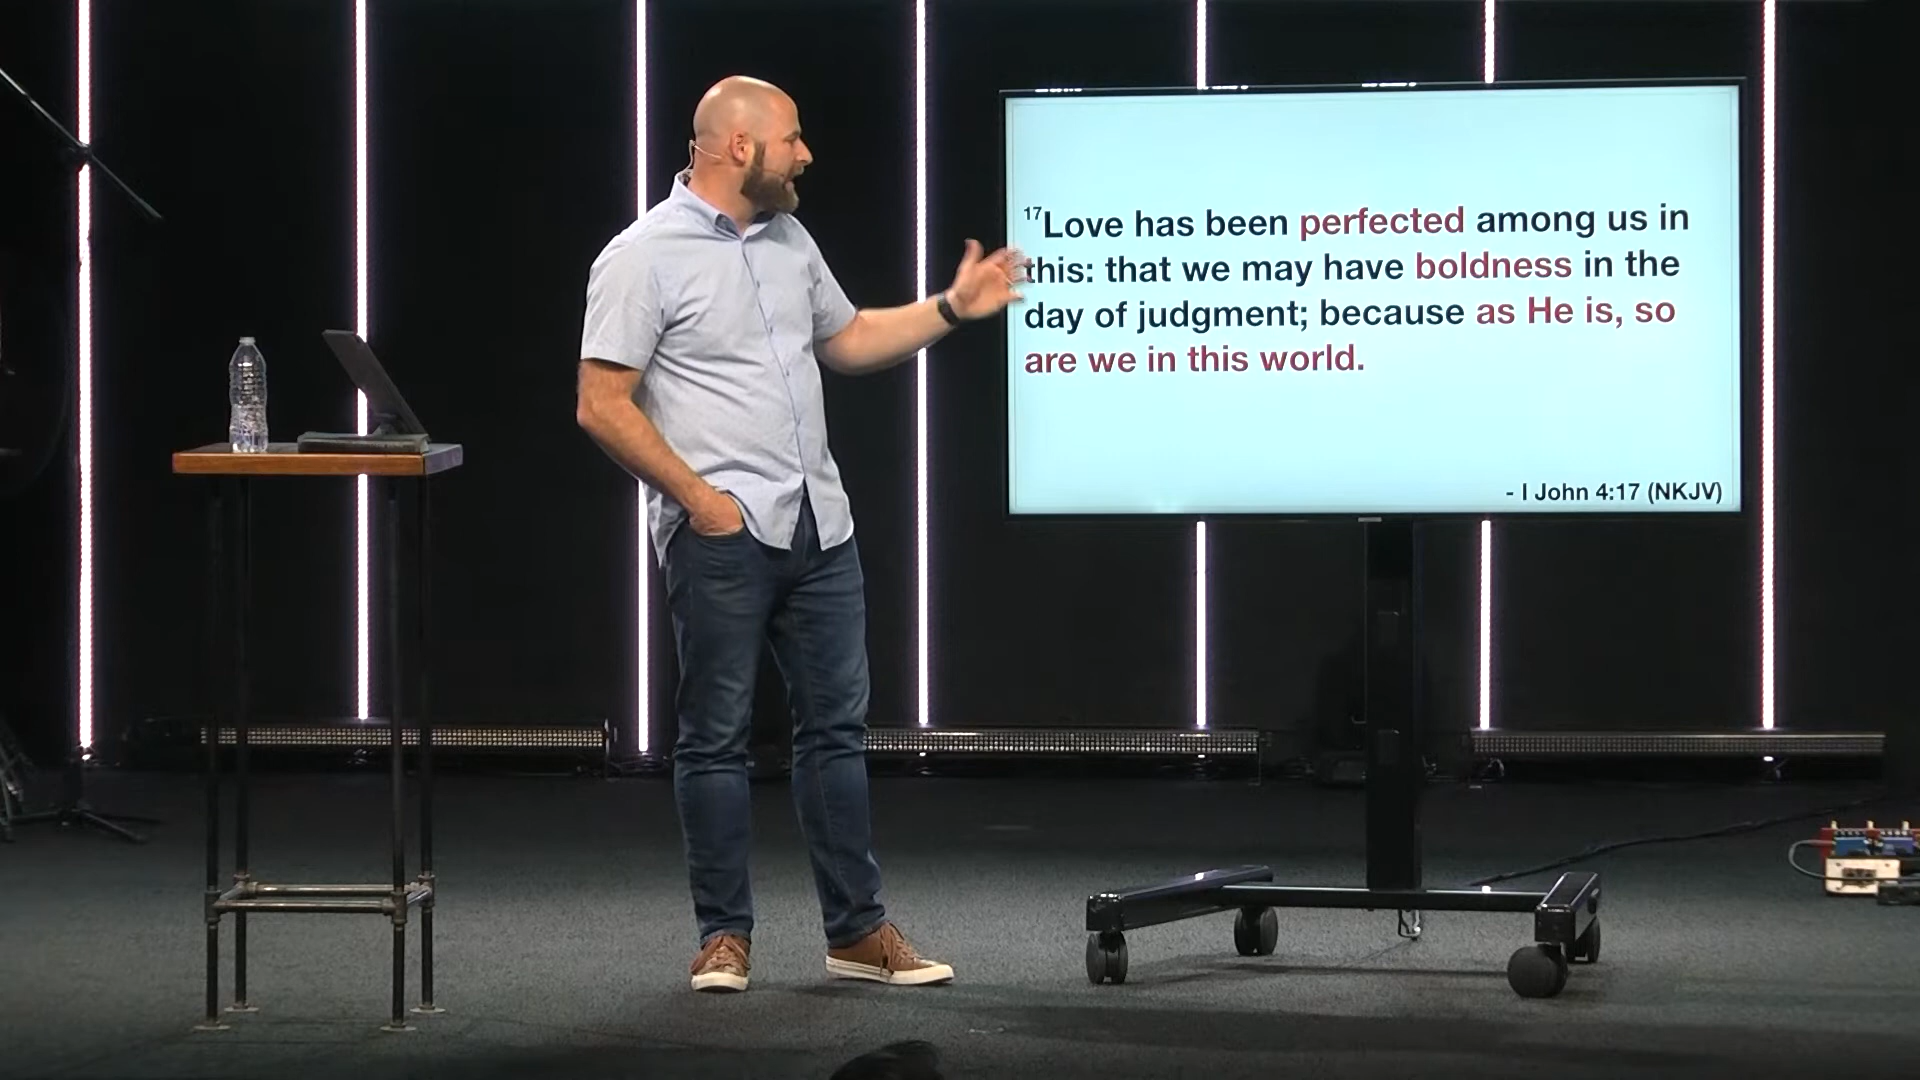 17Love has been perfected among us in
this: that we may have boldness in the
day of judgment; because as He is, so
are we in this world.
- I John 4:17 (NKJV)